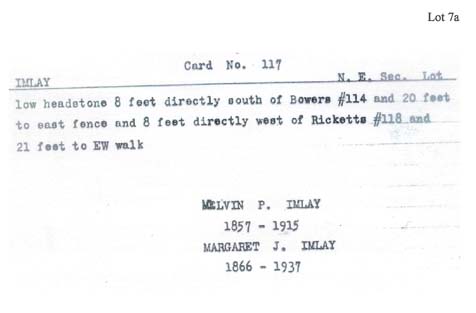 Lot 7a
Card No. 117
IMLAY N. E. Sec. Lot
low headstone 8 feet directly south of Bowers #114 and 20 feet
to east fence and 8 feet directly west of Ricketts #118 and
21 feet to EW walk
MELVIN P. IMLAY
1857 - 1915
MARGARET J. IMLAY
1866 - 1937